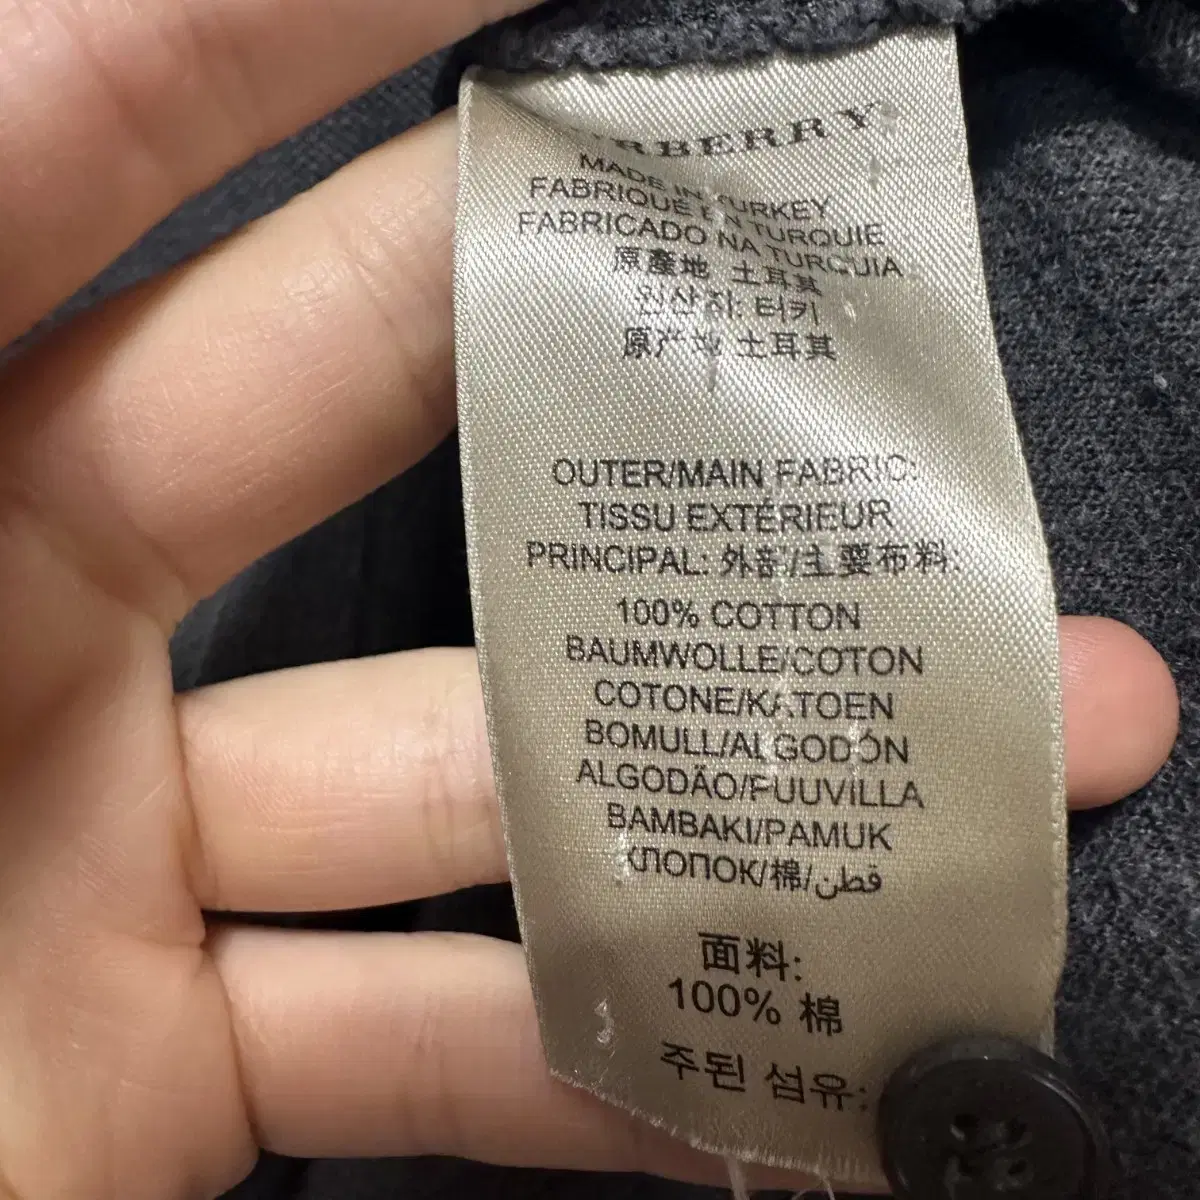 BURBERRY
MADE IN TURKEY
FABRIQUÉ EN TURQUIE
FABRICADO NA TURQUIA
原產地 土耳其
원산지: 터키
原产地 土耳其
OUTER/MAIN FABRIC:
TISSU EXTÉRIEUR
PRINCIPAL: 外部/主要布料:
100% COTTON
BAUMWOLLE/COTON
COTONE/KATOEN
BOMULL/ALGODÓN
ALGODÃO/PUUVILLA
BAMBAKI/PAMUK
ХЛОПОК/棉/قطن
面料:
100% 棉
주된 섬유: